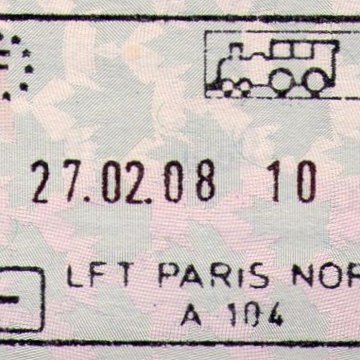 F
27.02.08 10
LFT PARIS NOR
A 104